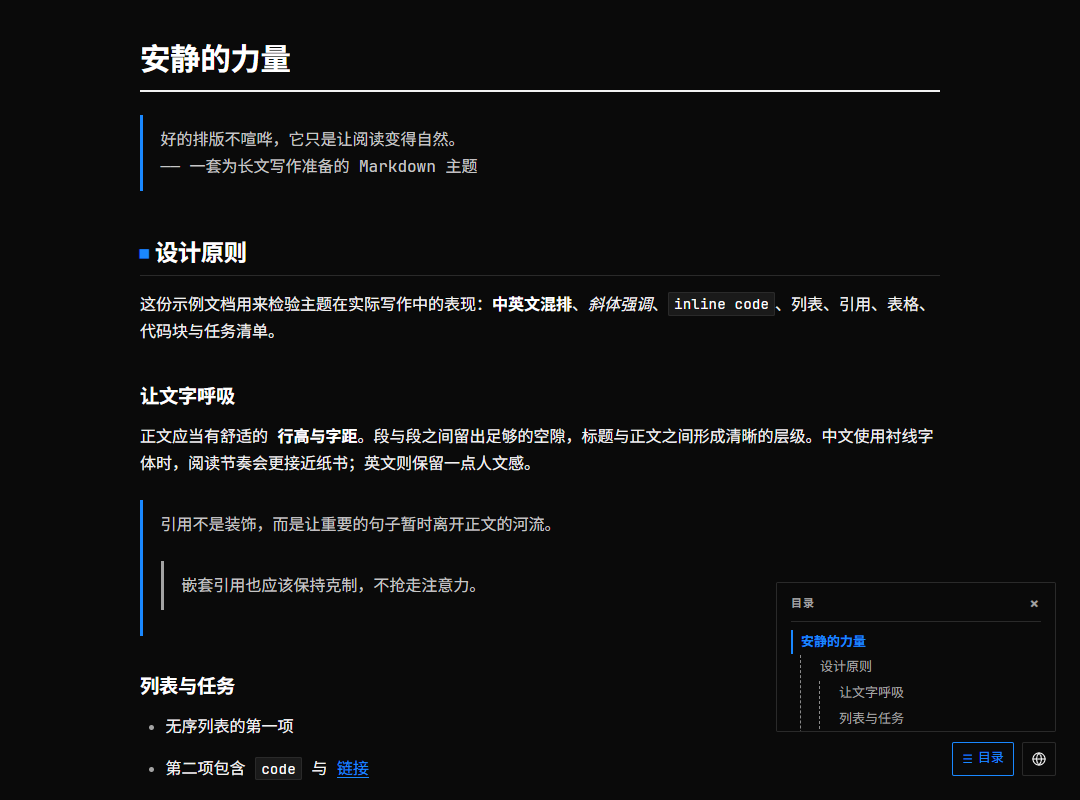 安静的力量
好的排版不喧哗，它只是让阅读变得自然。
—— 一套为长文写作准备的 Markdown 主题
设计原则
这份示例文档用来检验主题在实际写作中的表现：中英文混排、斜体强调、inline code、列表、引用、表格、
代码块与任务清单。
让文字呼吸
正文应当有舒适的 行高与字距。段与段之间留出足够的空隙，标题与正文之间形成清晰的层级。中文使用衬线字
体时，阅读节奏会更接近纸书；英文则保留一点人文感。
引用不是装饰，而是让重要的句子暂时离开正文的河流。
嵌套引用也应该保持克制，不抢走注意力。
列表与任务
• 无序列表的第一项
• 第二项包含 code 与 链接
目录 ×
安静的力量
设计原则
让文字呼吸
列表与任务
☰ 目录